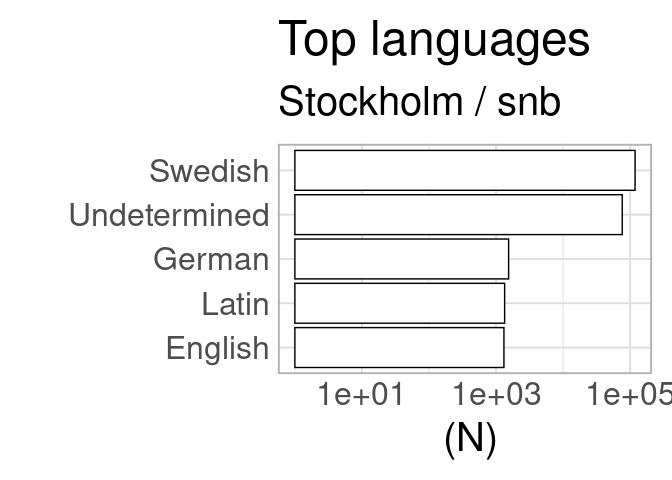 Top languages
Stockholm / snb
Swedish
Undetermined
German
Latin
English
1e+01 1e+03 1e+05
(N)